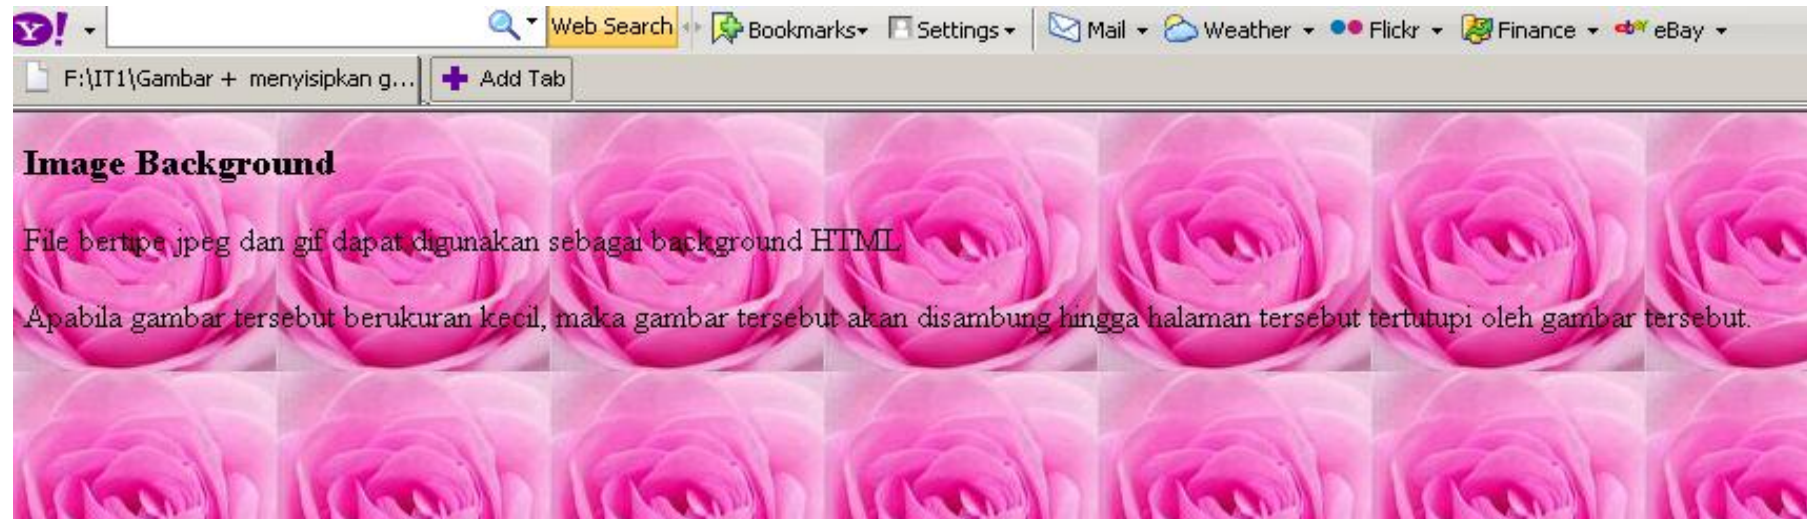 Y! Web Search Bookmarks Settings Mail Weather Flickr Finance ebY eBay
F:\IT1\Gambar + menyisipkan g... Add Tab
Image Background
File bertipe jpeg dan gif dapat digunakan sebagai background HTML
Apabila gambar tersebut berukuran kecil, maka gambar tersebut akan disambung hingga halaman tersebut tertutupi oleh gambar tersebut.